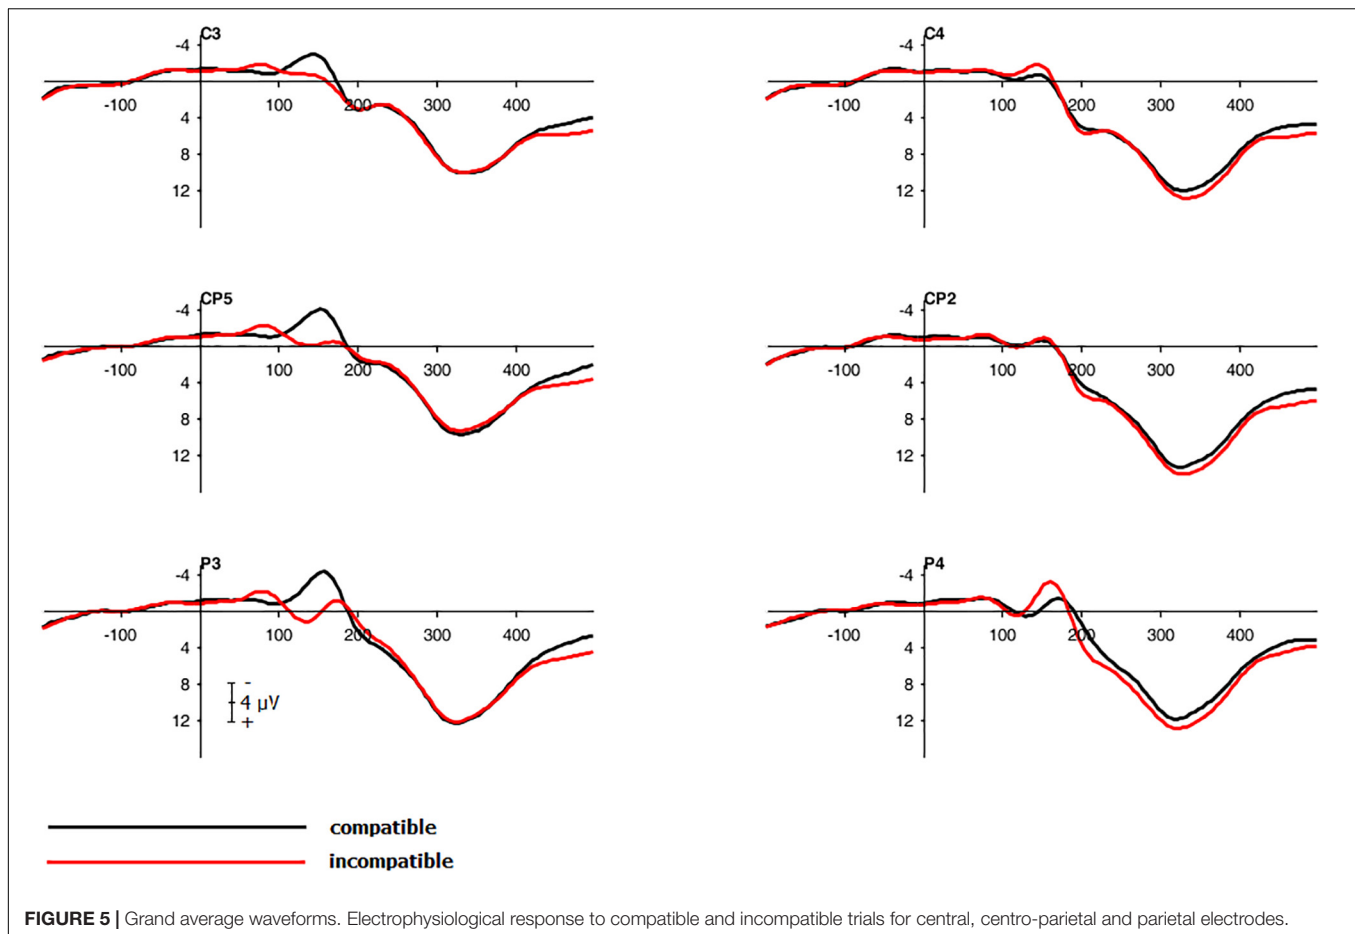 C3
-4
-100 100 200 300 400
4
8
12
C4
-4
-100 100 200 300 400
4
8
12
CP5
-4
-100 100 200 300 400
4
8
12
CP2
-4
-100 100 200 300 400
4
8
12
P3
-4
-100 100 200 300 400
4
8
12
-
4 µV
+
P4
-4
-100 100 200 300 400
4
8
12
compatible
incompatible
FIGURE 5 | Grand average waveforms. Electrophysiological response to compatible and incompatible trials for central, centro-parietal and parietal electrodes.